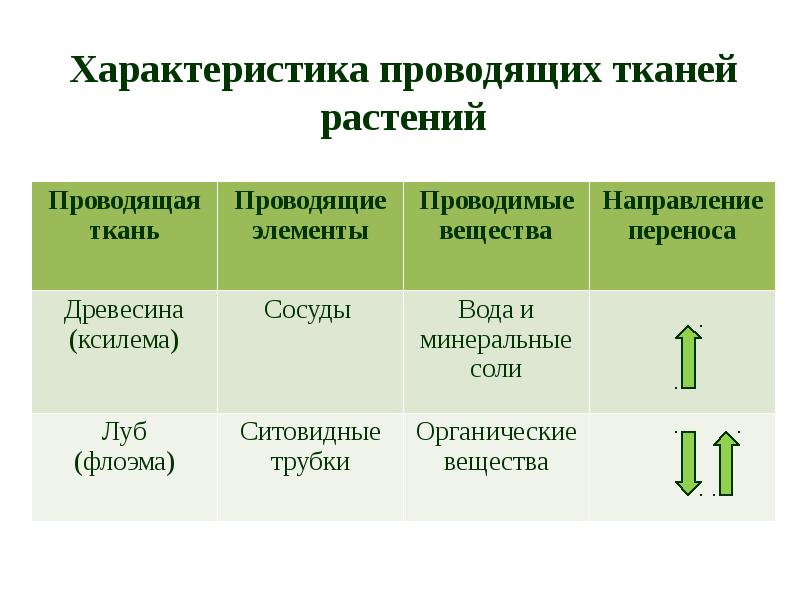 Характеристика проводящих тканей
растений
Проводящая
ткань
Проводящие
элементы
Проводимые
вещества
Направление
переноса
Древесина
(ксилема)
Сосуды
Вода и
минеральные
соли
Луб
(флоэма)
Ситовидные
трубки
Органические
вещества